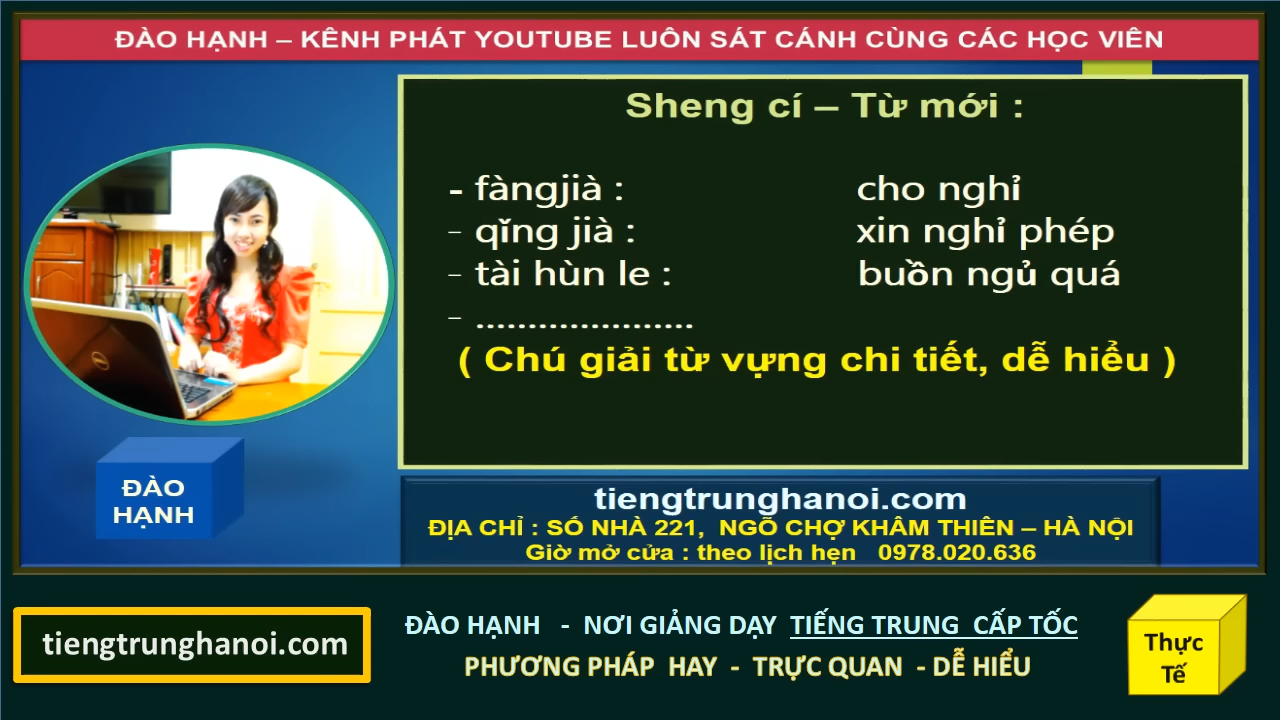 ĐÀO HẠNH – KÊNH PHÁT YOUTUBE LUÔN SÁT CÁNH CÙNG CÁC HỌC VIÊN
Sheng cí – Từ mới :
- fàngjià : cho nghỉ
- qǐng jià : xin nghỉ phép
- tài hùn le : buồn ngủ quá
- .....................
( Chú giải từ vựng chi tiết, dễ hiểu )
ĐÀO
HẠNH
tiengtrunghanoi.com
ĐỊA CHỈ : SỐ NHÀ 221, NGÕ CHỢ KHÂM THIÊN – HÀ NỘI
Giờ mở cửa : theo lịch hẹn 0978.020.636
tiengtrunghanoi.com
ĐÀO HẠNH - NƠI GIẢNG DẠY TIẾNG TRUNG CẤP TỐC
PHƯƠNG PHÁP HAY - TRỰC QUAN - DỄ HIỂU
Thực
Tế